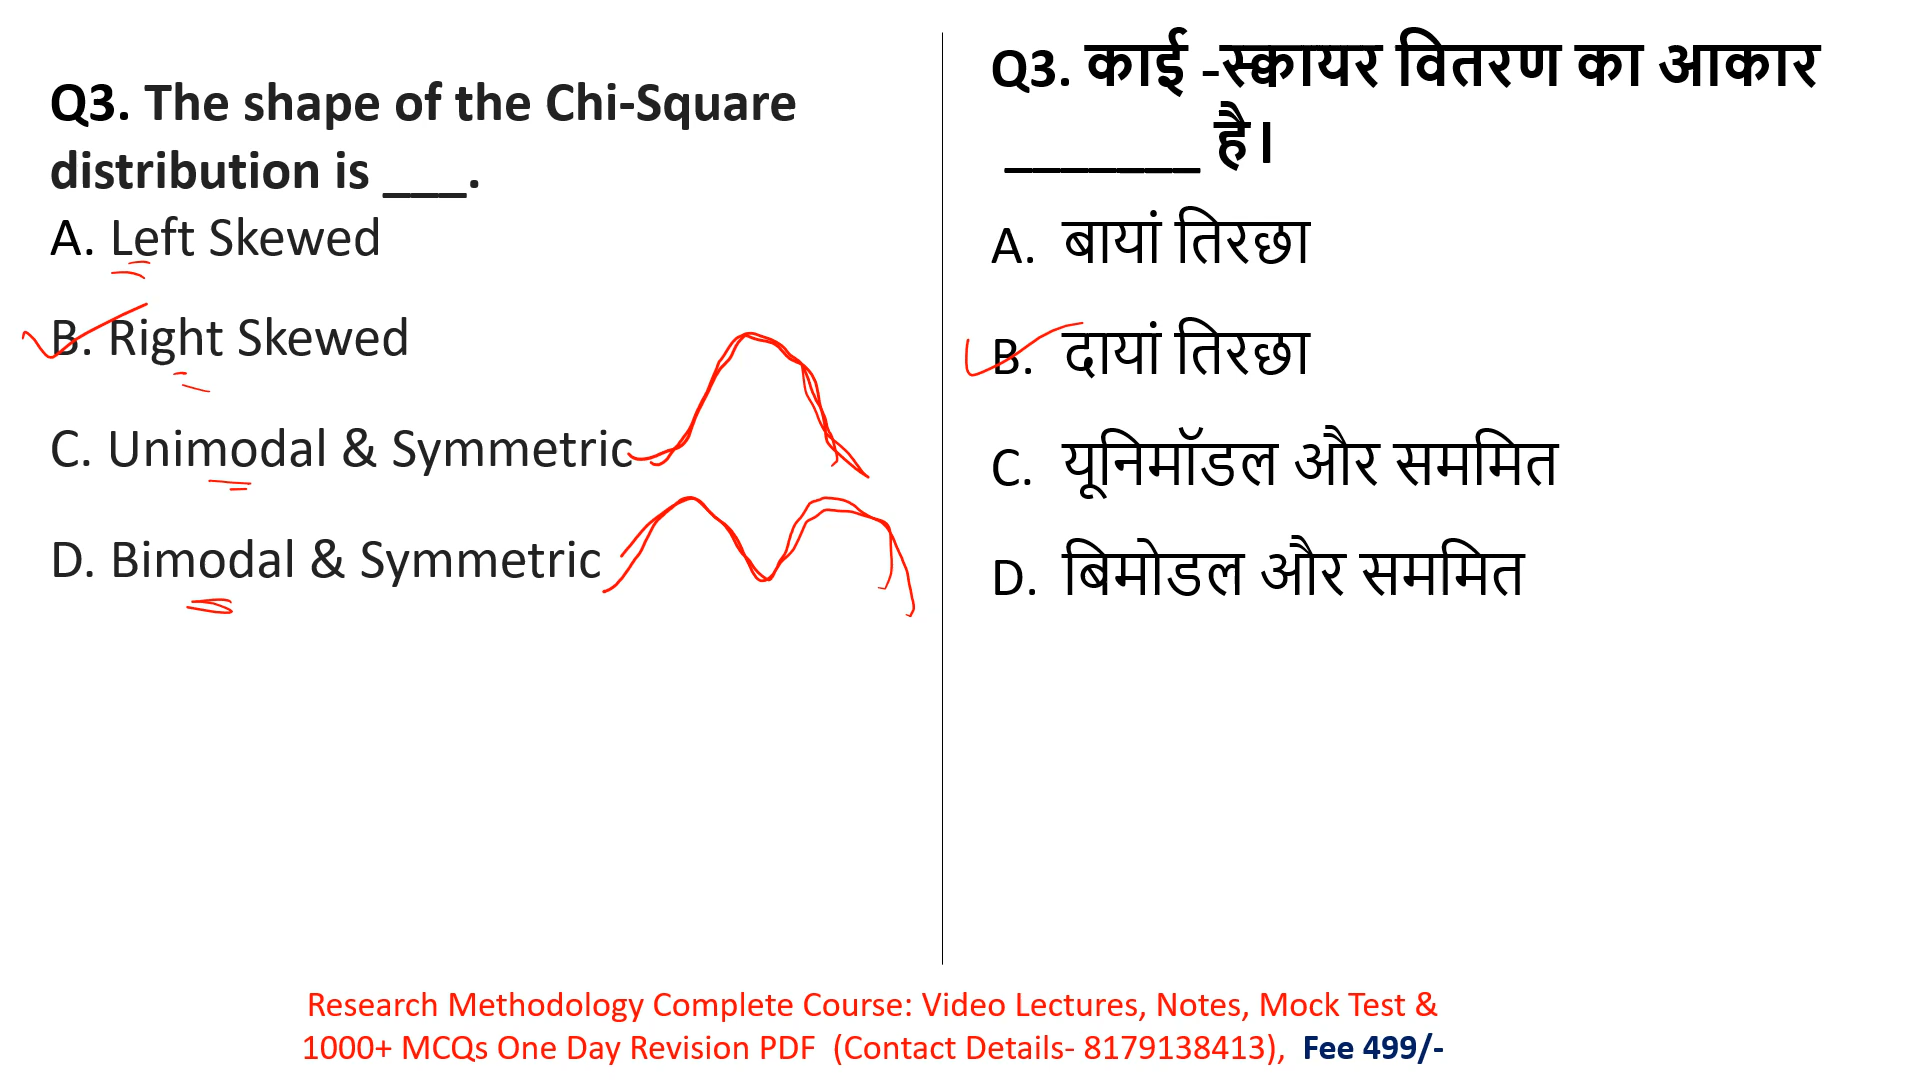 Q3. The shape of the Chi-Square
distribution is ___.
A. Left Skewed
B. Right Skewed
C. Unimodal & Symmetric
D. Bimodal & Symmetric
Q3. काई -स्क्वायर वितरण का आकार
_______ है।
A. बायां तिरछा
B. दायां तिरछा
C. यूनिमॉडल और सममित
D. बिमोडल और सममित
Research Methodology Complete Course: Video Lectures, Notes, Mock Test &
1000+ MCQs One Day Revision PDF (Contact Details- 8179138413), Fee 499/-